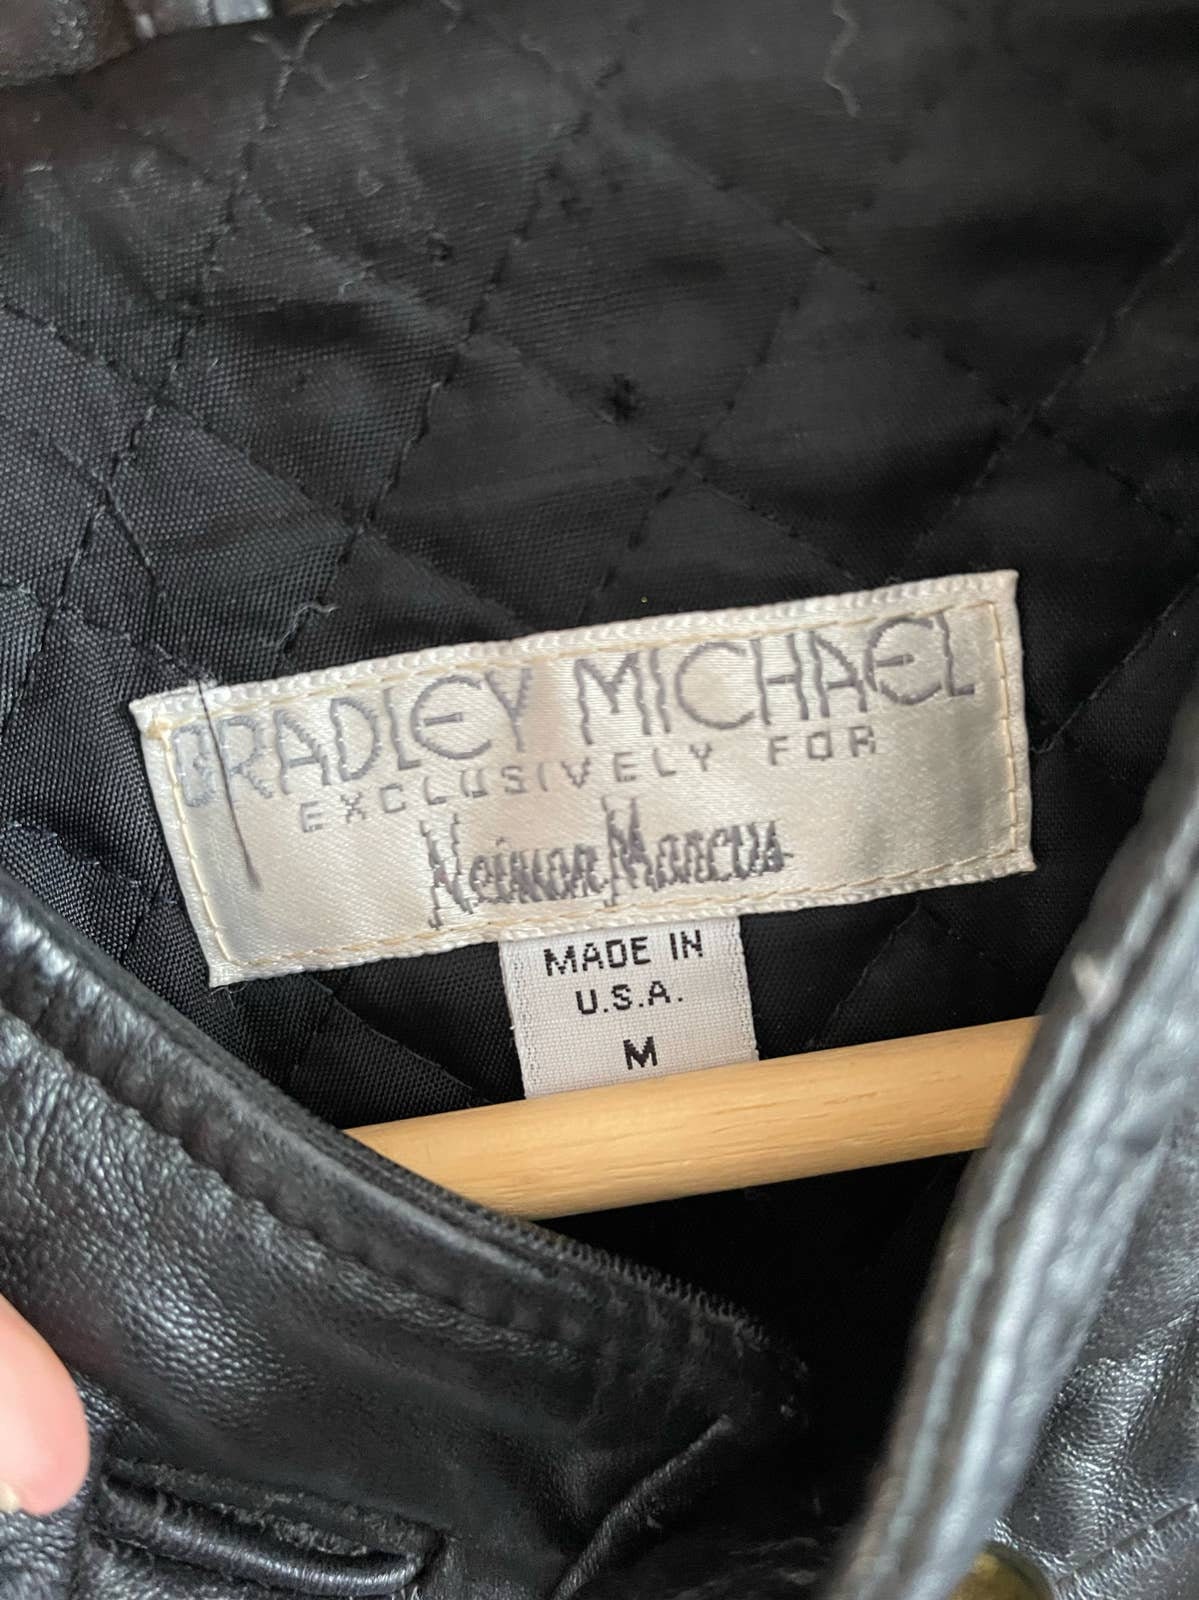 BRADLEY MICHAEL
EXCLUSIVELY FOR
Neiman Marcus
MADE IN
U.S.A.
M